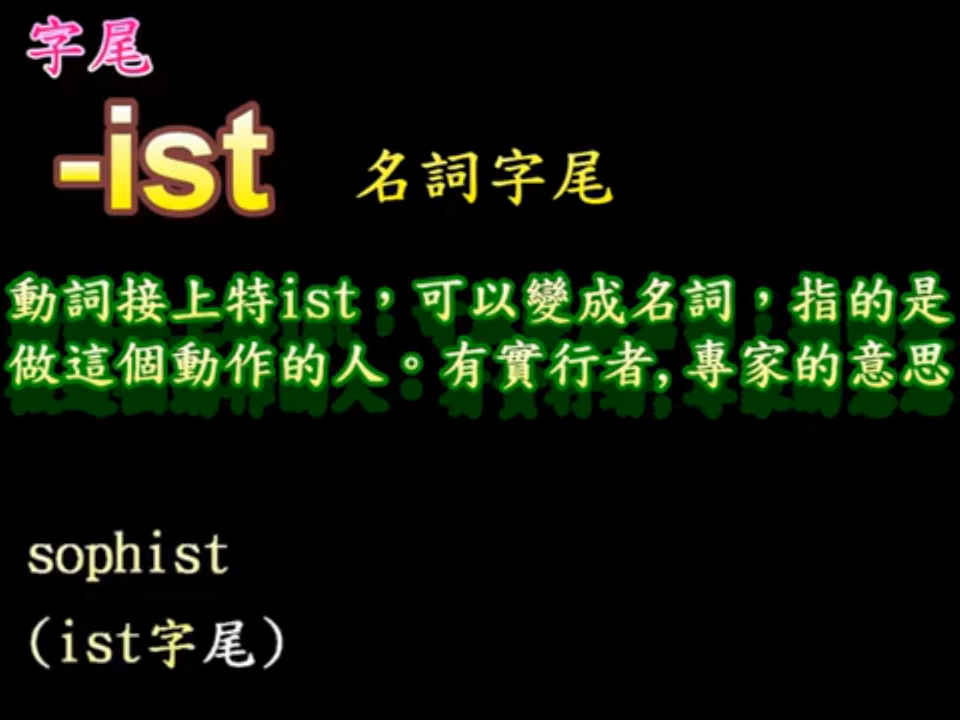 字尾
-ist 名詞字尾
動詞接上特ist，可以變成名詞，指的是
做這個動作的人。有實行者,專家的意思
sophist
(ist字尾)